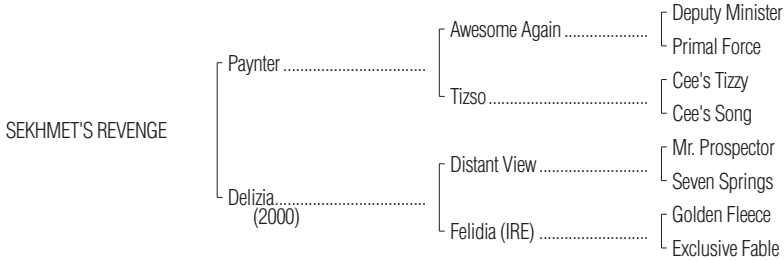 Deputy Minister
Awesome Again ....................
Primal Force
Paynter ..................................
Cee's Tizzy
Tizso ......................................
Cee's Song
SEKHMET'S REVENGE
Mr. Prospector
Distant View ..........................
Seven Springs
Delizia....................................
(2000)
Golden Fleece
Felidia (IRE) ..........................
Exclusive Fable